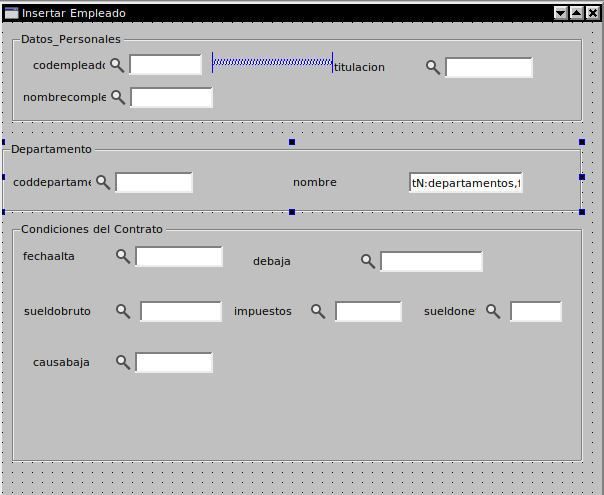 Insertar Empleado
Datos_Personales
codempleado
titulacion
nombrecomple
Departamento
coddepartame
nombre
tN:departamentos,
Condiciones del Contrato
fechaalta
debaja
sueldobruto
impuestos
sueldone
causabaja